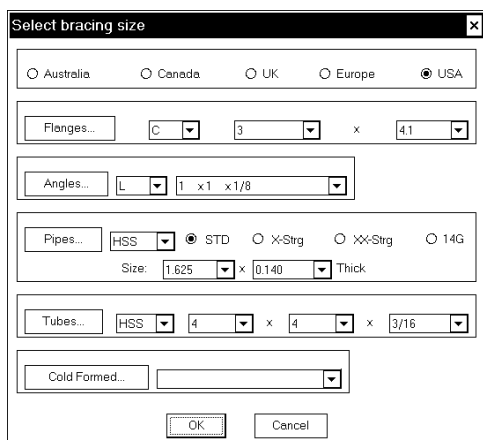 Select bracing size
Australia Canada UK Europe USA
Flanges... C 3 x 4.1
Angles... L 1 x1 x1/8
Pipes... HSS STD X-Strg XX-Strg 14G
Size: 1.625 x 0.140 Thick
Tubes... HSS 4 x 4 x 3/16
Cold Formed...
OK Cancel